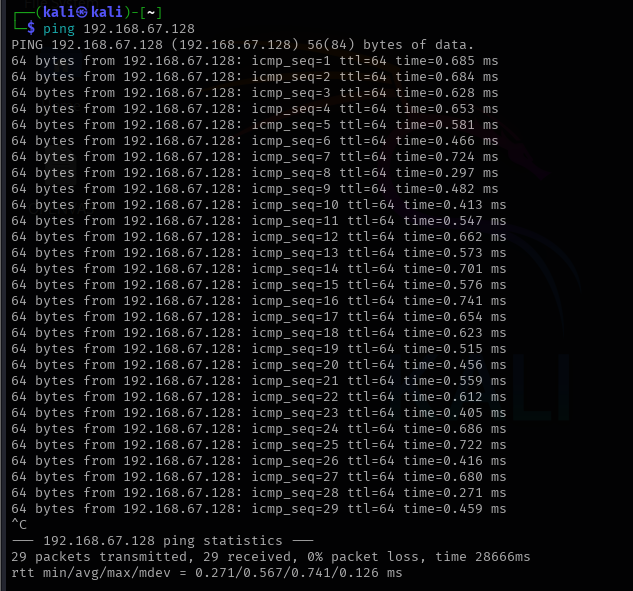 ┌──(kali㉿kali)-[~]
└─$ ping 192.168.67.128
PING 192.168.67.128 (192.168.67.128) 56(84) bytes of data.
64 bytes from 192.168.67.128: icmp_seq=1 ttl=64 time=0.685 ms
64 bytes from 192.168.67.128: icmp_seq=2 ttl=64 time=0.684 ms
64 bytes from 192.168.67.128: icmp_seq=3 ttl=64 time=0.628 ms
64 bytes from 192.168.67.128: icmp_seq=4 ttl=64 time=0.653 ms
64 bytes from 192.168.67.128: icmp_seq=5 ttl=64 time=0.581 ms
64 bytes from 192.168.67.128: icmp_seq=6 ttl=64 time=0.466 ms
64 bytes from 192.168.67.128: icmp_seq=7 ttl=64 time=0.724 ms
64 bytes from 192.168.67.128: icmp_seq=8 ttl=64 time=0.297 ms
64 bytes from 192.168.67.128: icmp_seq=9 ttl=64 time=0.482 ms
64 bytes from 192.168.67.128: icmp_seq=10 ttl=64 time=0.413 ms
64 bytes from 192.168.67.128: icmp_seq=11 ttl=64 time=0.547 ms
64 bytes from 192.168.67.128: icmp_seq=12 ttl=64 time=0.662 ms
64 bytes from 192.168.67.128: icmp_seq=13 ttl=64 time=0.573 ms
64 bytes from 192.168.67.128: icmp_seq=14 ttl=64 time=0.701 ms
64 bytes from 192.168.67.128: icmp_seq=15 ttl=64 time=0.576 ms
64 bytes from 192.168.67.128: icmp_seq=16 ttl=64 time=0.741 ms
64 bytes from 192.168.67.128: icmp_seq=17 ttl=64 time=0.654 ms
64 bytes from 192.168.67.128: icmp_seq=18 ttl=64 time=0.623 ms
64 bytes from 192.168.67.128: icmp_seq=19 ttl=64 time=0.515 ms
64 bytes from 192.168.67.128: icmp_seq=20 ttl=64 time=0.456 ms
64 bytes from 192.168.67.128: icmp_seq=21 ttl=64 time=0.559 ms
64 bytes from 192.168.67.128: icmp_seq=22 ttl=64 time=0.612 ms
64 bytes from 192.168.67.128: icmp_seq=23 ttl=64 time=0.405 ms
64 bytes from 192.168.67.128: icmp_seq=24 ttl=64 time=0.686 ms
64 bytes from 192.168.67.128: icmp_seq=25 ttl=64 time=0.722 ms
64 bytes from 192.168.67.128: icmp_seq=26 ttl=64 time=0.416 ms
64 bytes from 192.168.67.128: icmp_seq=27 ttl=64 time=0.680 ms
64 bytes from 192.168.67.128: icmp_seq=28 ttl=64 time=0.271 ms
64 bytes from 192.168.67.128: icmp_seq=29 ttl=64 time=0.459 ms
^C
--- 192.168.67.128 ping statistics ---
29 packets transmitted, 29 received, 0% packet loss, time 28666ms
rtt min/avg/max/mdev = 0.271/0.567/0.741/0.126 ms